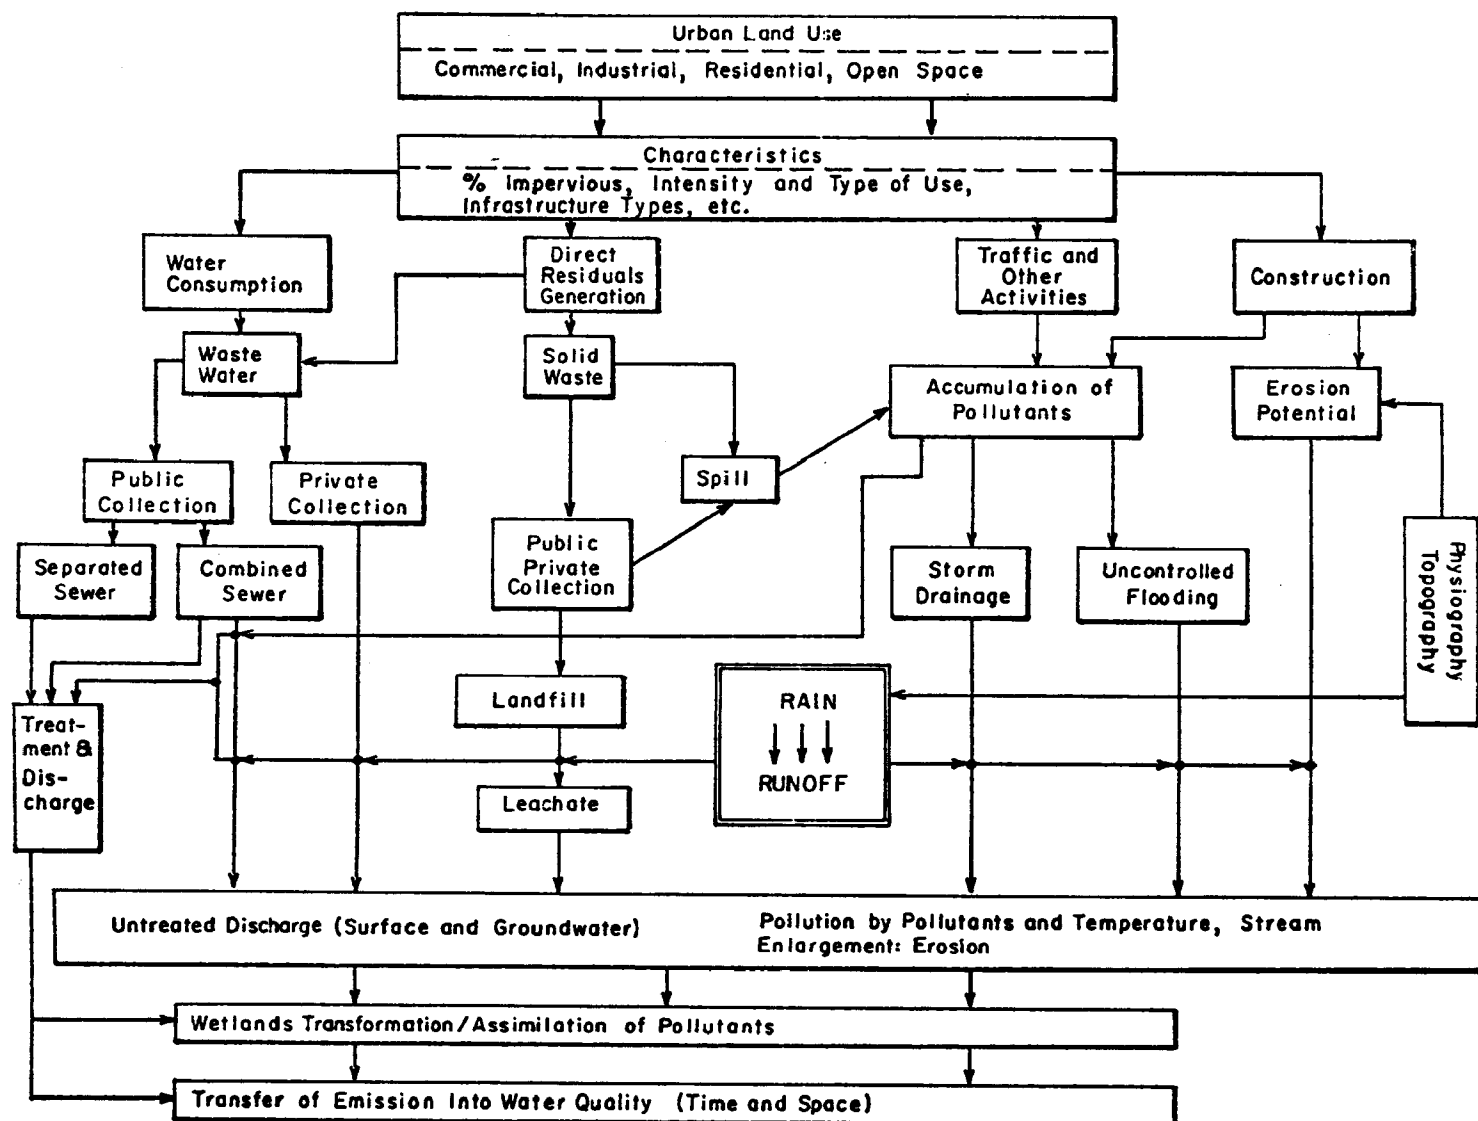 Urban Land Use
Commercial, Industrial, Residential, Open Space
Characteristics
% Impervious, Intensity and Type of Use,
Infrastructure Types, etc.
Water
Consumption
Direct
Residuals
Generation
Traffic and
Other
Activities
Construction
Waste
Water
Solid
Waste
Accumulation of
Pollutants
Erosion
Potential
Public
Collection
Private
Collection
Spill
Separated
Sewer
Combined
Sewer
Public
Private
Collection
Storm
Drainage
Uncontrolled
Flooding
Physiography
Topography
Treat-
ment &
Dis-
charge
Landfill
RAIN
RUNOFF
Leachate
Untreated Discharge (Surface and Groundwater)
Pollution by Pollutants and Temperature, Stream
Enlargement: Erosion
Wetlands Transformation/Assimilation of Pollutants
Transfer of Emission Into Water Quality (Time and Space)